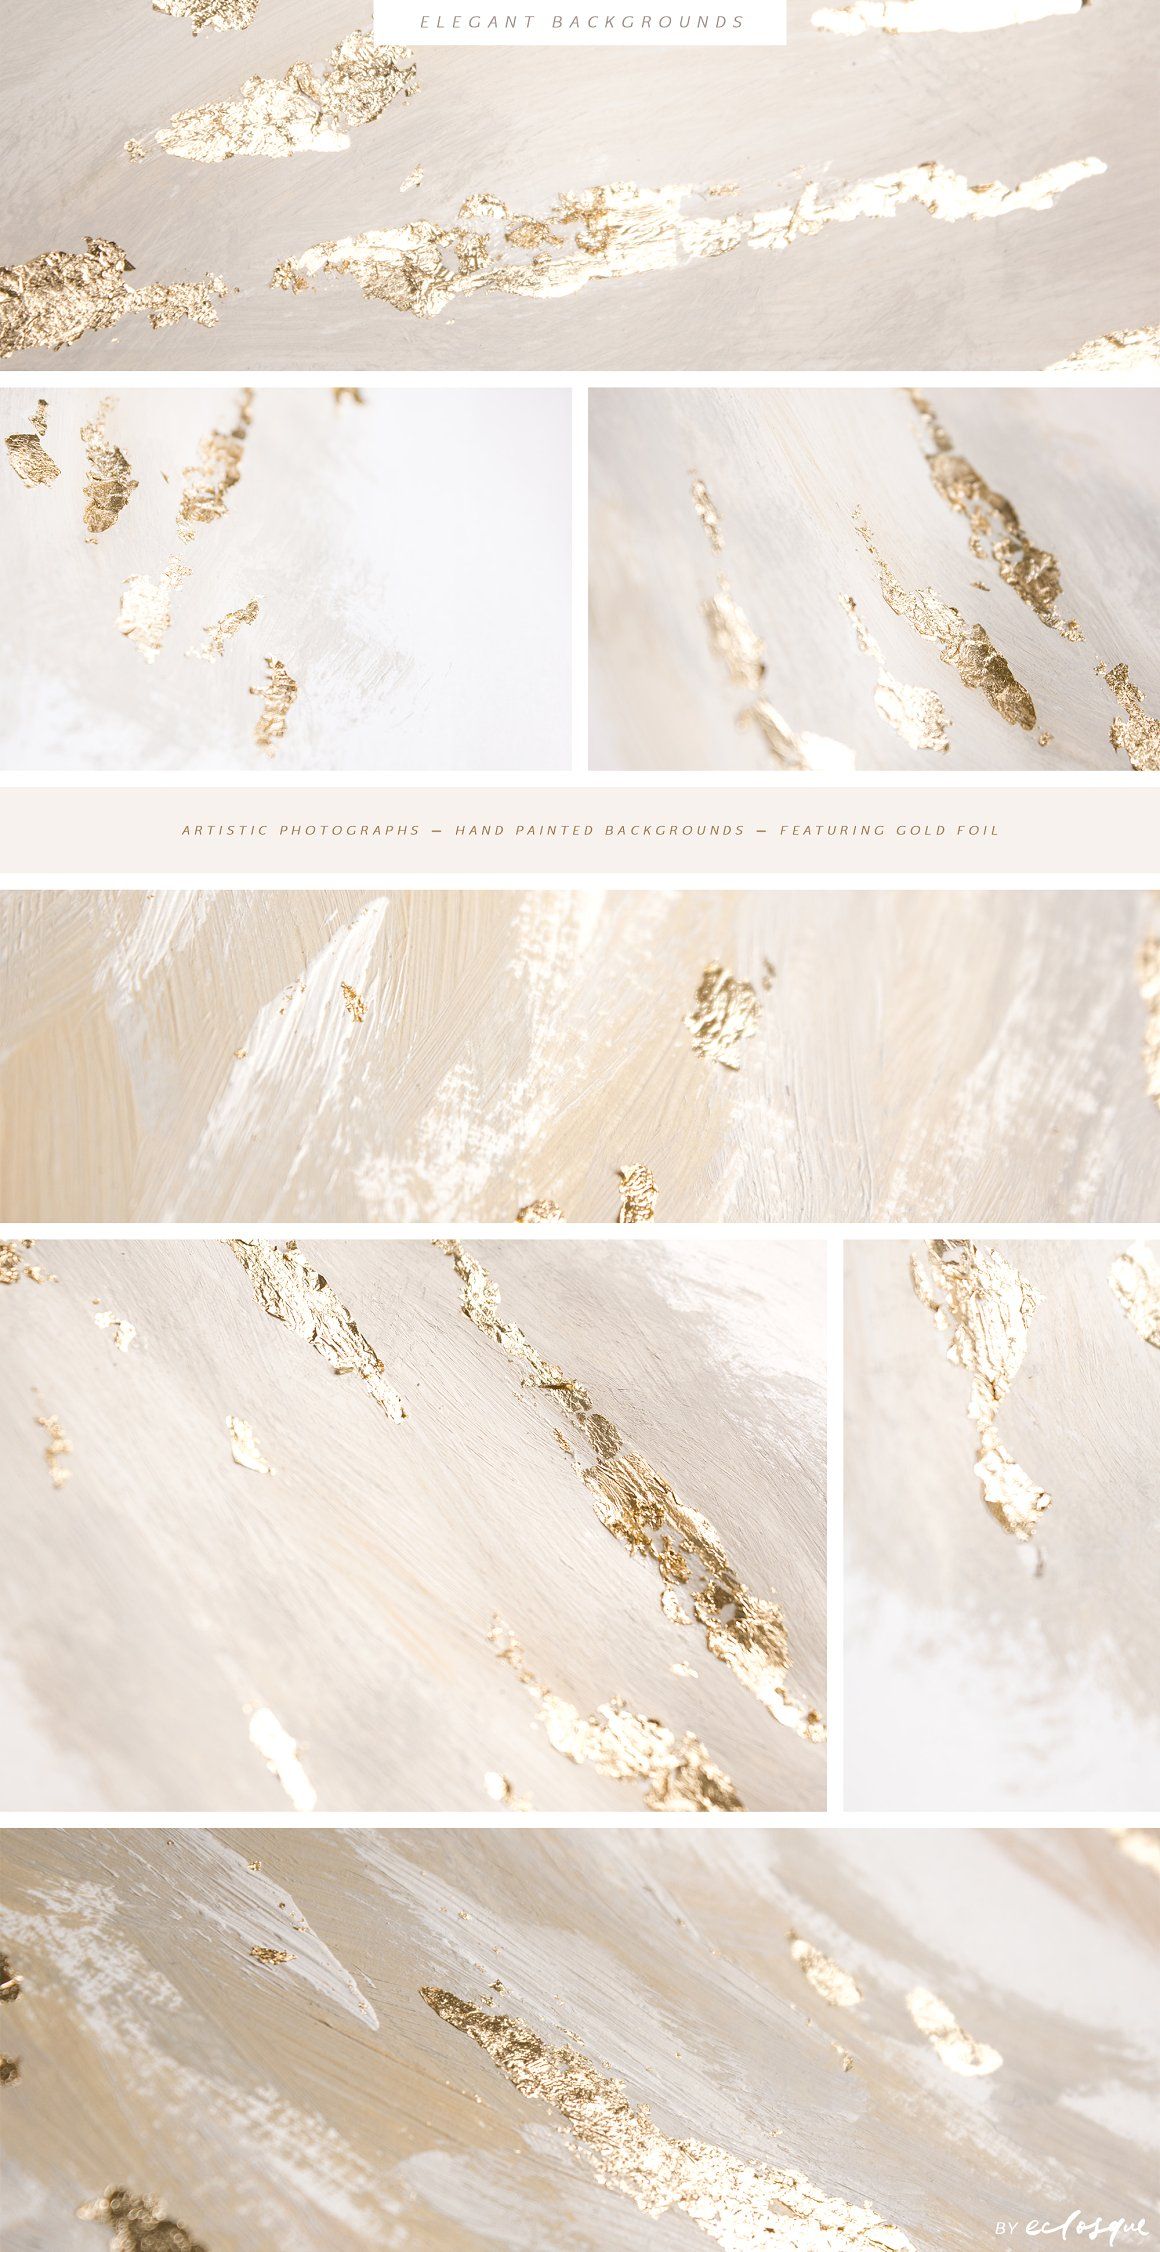 ELEGANT BACKGROUNDS
ARTISTIC PHOTOGRAPHS – HAND PAINTED BACKGROUNDS – FEATURING GOLD FOIL
BY eclosque